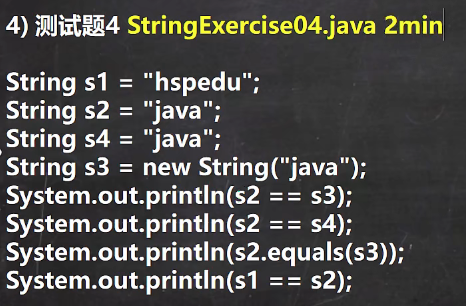 4) 测试题4 StringExercise04.java 2min
String s1 = "hspedu";
String s2 = "java";
String s4 = "java";
String s3 = new String("java");
System.out.println(s2 == s3);
System.out.println(s2 == s4);
System.out.println(s2.equals(s3));
System.out.println(s1 == s2);